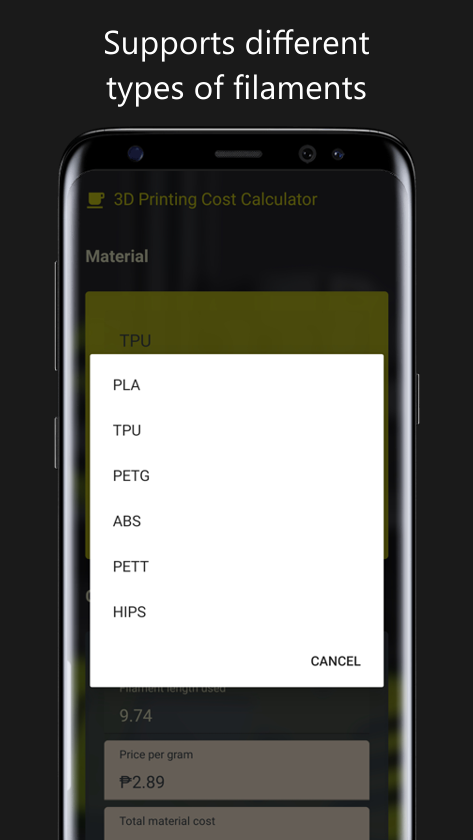 Supports different
types of filaments
3D Printing Cost Calculator
Material
TPU
PLA
TPU
PETG
ABS
PETT
HIPS
CANCEL
Filament length used
9.74
Price per gram
₱2.89
Total material cost